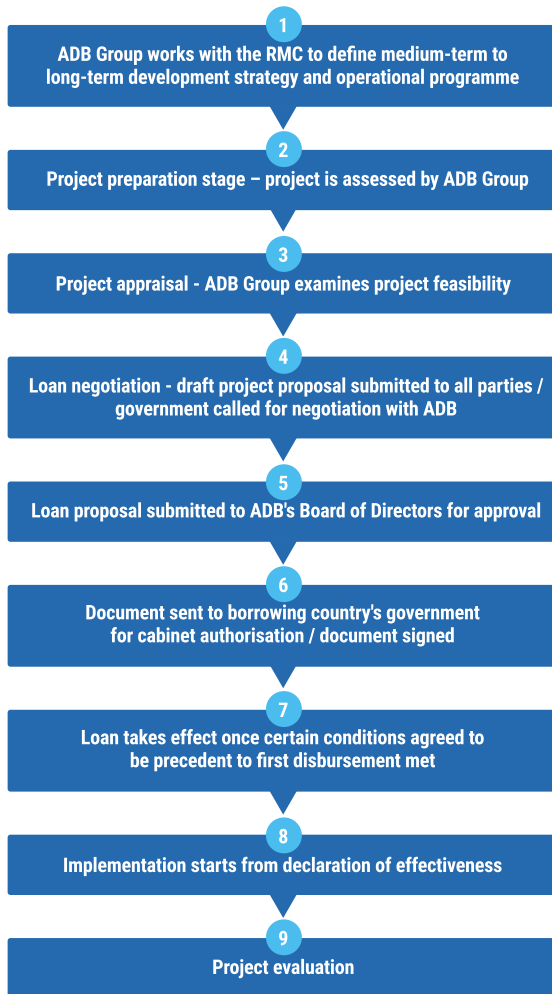 1
ADB Group works with the RMC to define medium-term to
long-term development strategy and operational programme
2
Project preparation stage – project is assessed by ADB Group
3
Project appraisal - ADB Group examines project feasibility
4
Loan negotiation - draft project proposal submitted to all parties /
government called for negotiation with ADB
5
Loan proposal submitted to ADB's Board of Directors for approval
6
Document sent to borrowing country's government
for cabinet authorisation / document signed
7
Loan takes effect once certain conditions agreed to
be precedent to first disbursement met
8
Implementation starts from declaration of effectiveness
9
Project evaluation